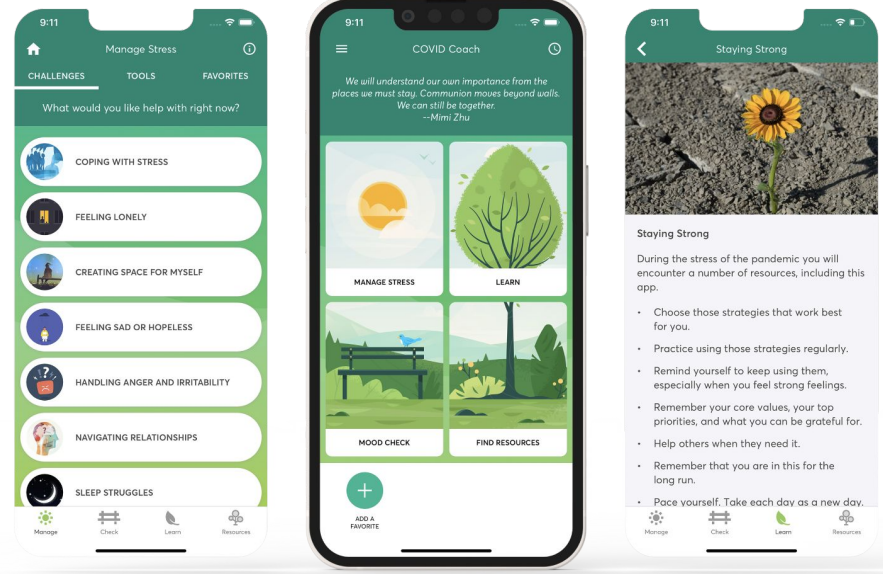 9:11
Manage Stress
CHALLENGES TOOLS FAVORITES
What would you like help with right now?
COPING WITH STRESS
FEELING LONELY
CREATING SPACE FOR MYSELF
FEELING SAD OR HOPELESS
?
HANDLING ANGER AND IRRITABILITY
NAVIGATING RELATIONSHIPS
SLEEP STRUGGLES
Manage Check Learn Resources
9:11
COVID Coach
We will understand our own importance from the
places we must stay. Communion moves beyond walls.
We can still be together.
--Mimi Zhu
MANAGE STRESS LEARN
MOOD CHECK FIND RESOURCES
ADD A
FAVORITE
9:11
Staying Strong
Staying Strong
During the stress of the pandemic you will
encounter a number of resources, including this
app.
• Choose those strategies that work best
for you.
• Practice using those strategies regularly.
• Remind yourself to keep using them,
especially when you feel strong feelings.
• Remember your core values, your top
priorities, and what you can be grateful for.
• Help others when they need it.
• Remember that you are in this for the
long run.
• Pace yourself. Take each day as a new day.
Manage Check Learn Resources